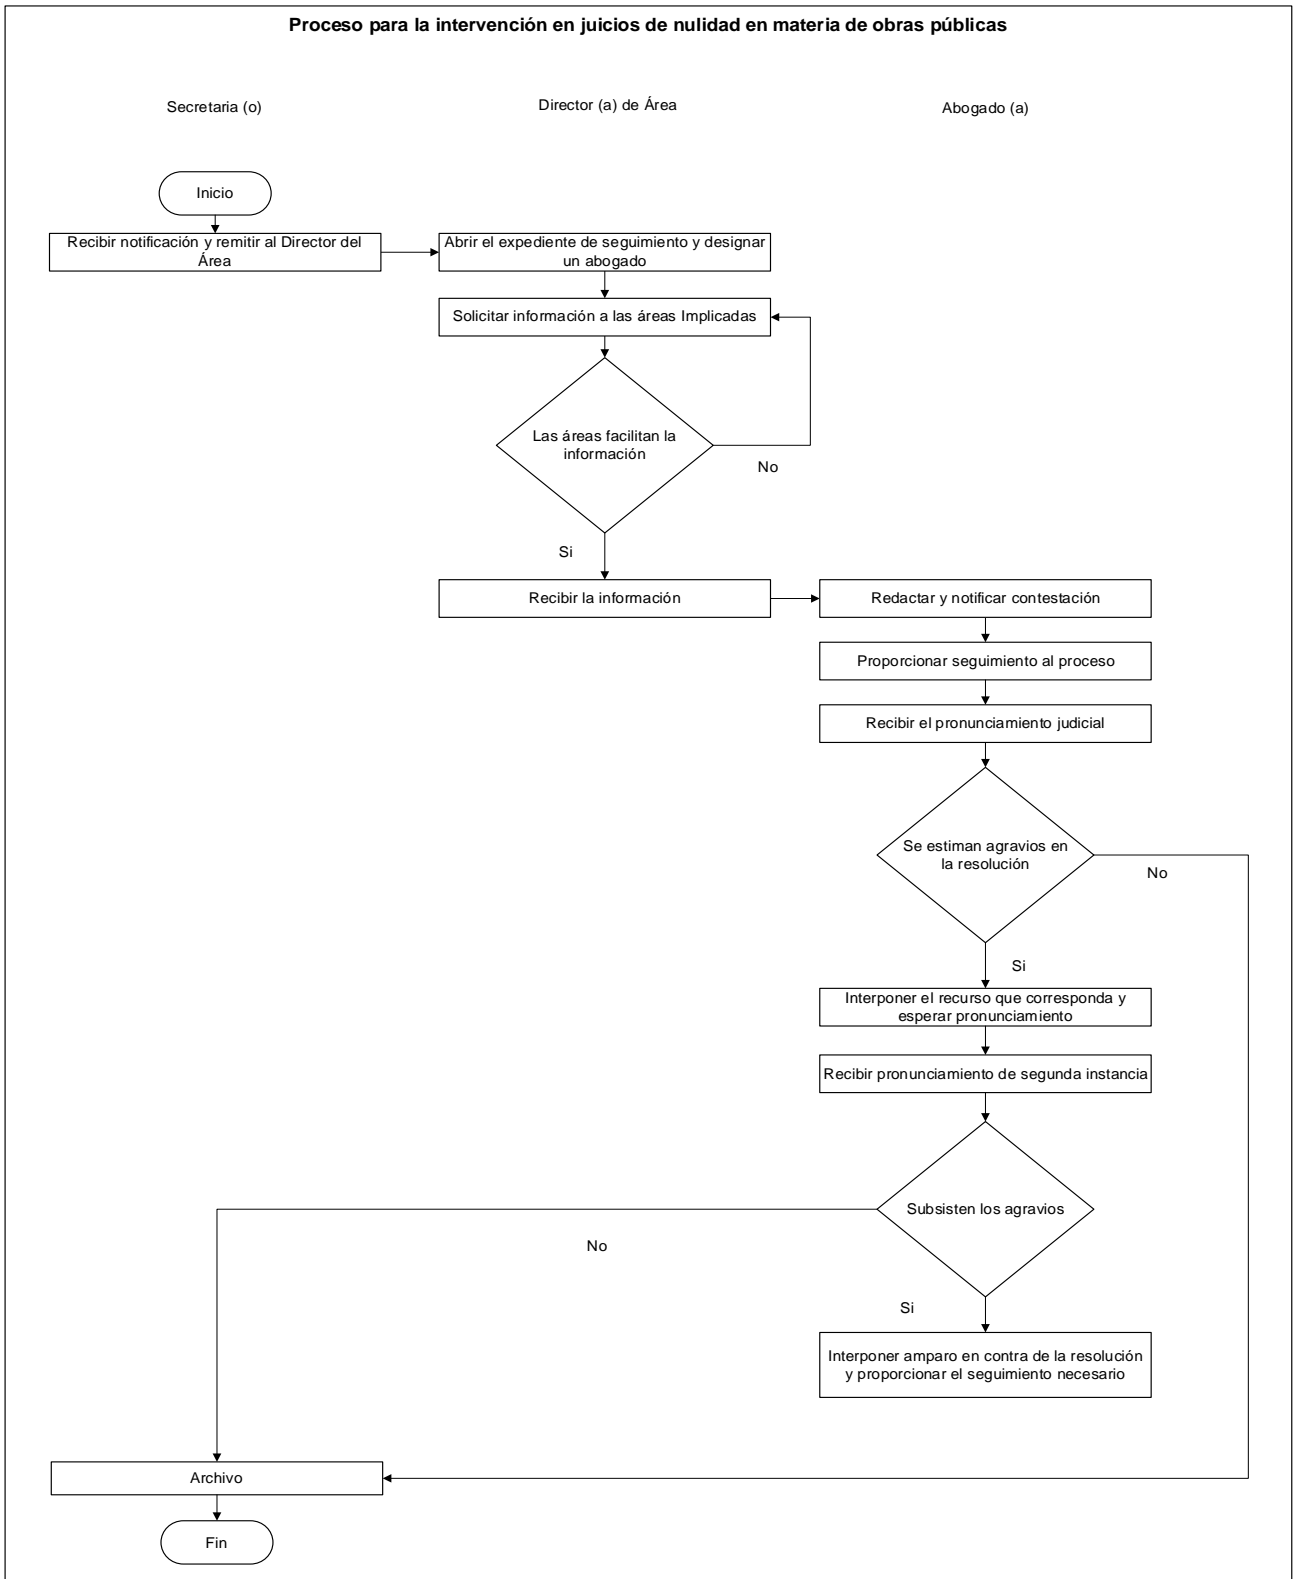 Proceso para la intervención en juicios de nulidad en materia de obras públicas
Secretaria (o)
Director (a) de Área
Abogado (a)
Inicio
Recibir notificación y remitir al Director del
Área
Abrir el expediente de seguimiento y designar
un abogado
Solicitar información a las áreas Implicadas
Las áreas facilitan la
información
No
Si
Recibir la información
Redactar y notificar contestación
Proporcionar seguimiento al proceso
Recibir el pronunciamiento judicial
Se estiman agravios en
la resolución
No
Si
Interponer el recurso que corresponda y
esperar pronunciamiento
Recibir pronunciamiento de segunda instancia
Subsisten los agravios
No
Si
Interponer amparo en contra de la resolución
y proporcionar el seguimiento necesario
Archivo
Fin